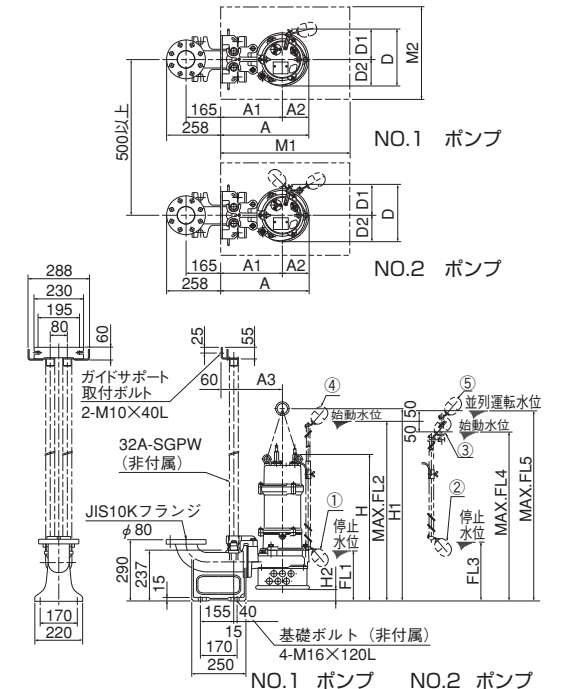 D1
D2
D
M2
165
A1
A2
258
A
M1
NO.1 ポンプ
500以上
D1
D2
D
165
A1
A2
258
A
NO.2 ポンプ
288
230
195
80
60
25
55
60
A3
ガイドサポート
取付ボルト
2-M10×40L
32A-SGPW
(非付属)
JIS10Kフランジ
φ80
④
始動水位
①
停止
水位
H2
FL1
H
MAX.FL2
H1
⑤
並列運転水位
50
50
始動水位
③
②
停止
水位
FL3
MAX.FL4
MAX.FL5
290
237
15
170
220
155
40
15
170
250
基礎ボルト(非付属)
4-M16×120L
NO.1 ポンプ
NO.2 ポンプ